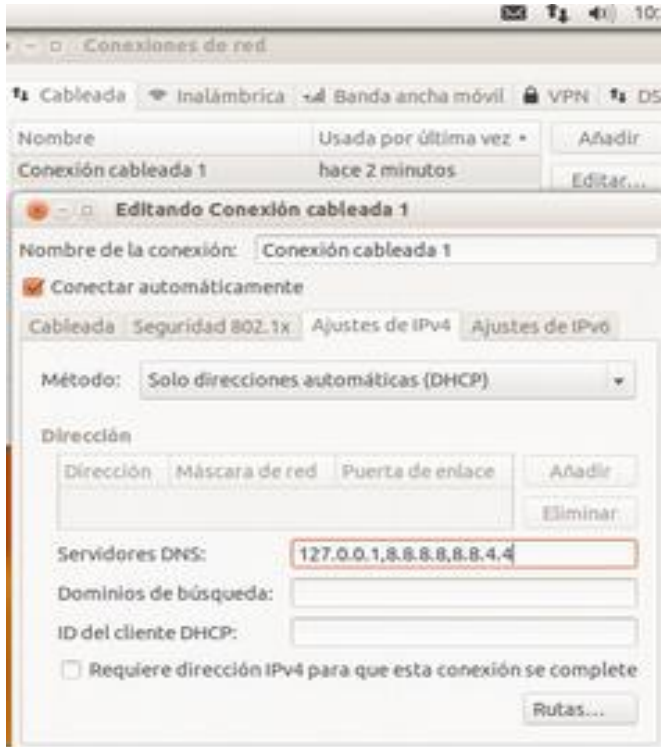 10:
Conexiones de red
Cableada Inalámbrica Banda ancha móvil VPN DS
Nombre Usada por última vez Añadir
Conexión cableada 1 hace 2 minutos Editar...
Editando Conexión cableada 1
Nombre de la conexión: Conexión cableada 1
Conectar automáticamente
Cableada Seguridad 802.1x Ajustes de IPv4 Ajustes de IPv6
Método: Solo direcciones automáticas (DHCP)
Dirección
Dirección Máscara de red Puerta de enlace Añadir
Eliminar
Servidores DNS: 127.0.0.1,8.8.8.8,8.8.4.4
Dominios de búsqueda:
ID del cliente DHCP:
Requiere dirección IPv4 para que esta conexión se complete
Rutas...